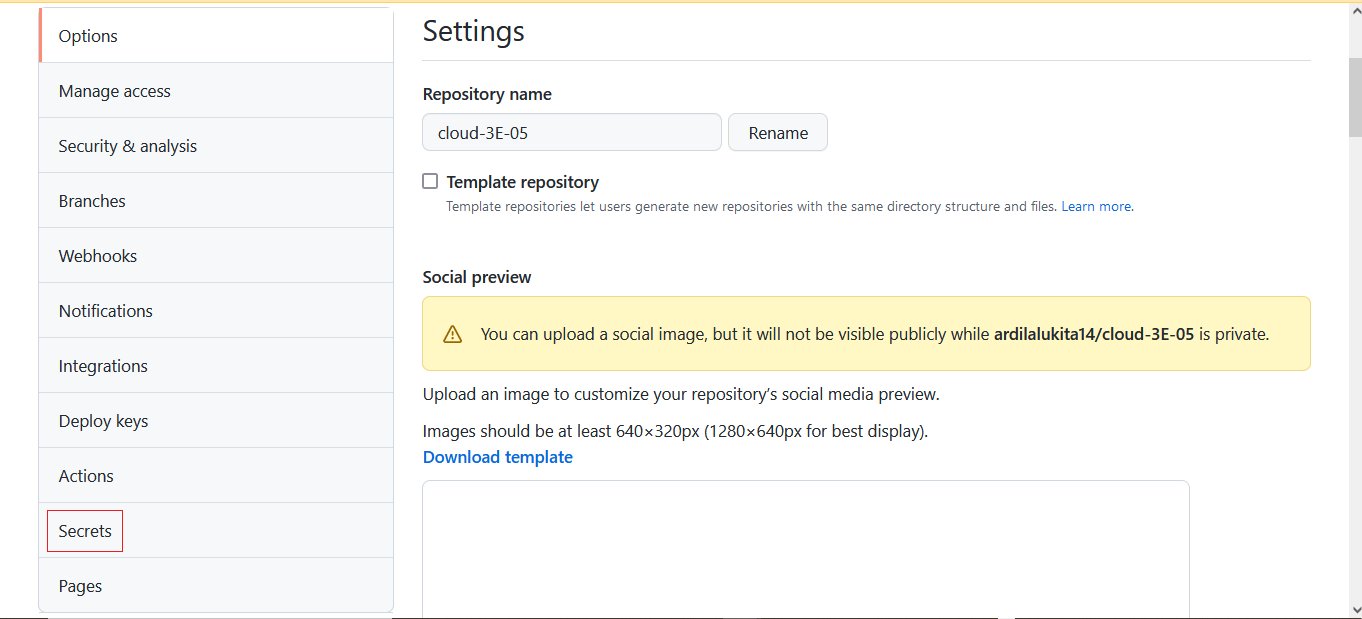 Options
Manage access
Security & analysis
Branches
Webhooks
Notifications
Integrations
Deploy keys
Actions
Secrets
Pages
Settings
Repository name
cloud-3E-05
Rename
Template repository
Template repositories let users generate new repositories with the same directory structure and files. Learn more.
Social preview
You can upload a social image, but it will not be visible publicly while ardilalukita14/cloud-3E-05 is private.
Upload an image to customize your repository’s social media preview.
Images should be at least 640×320px (1280×640px for best display).
Download template